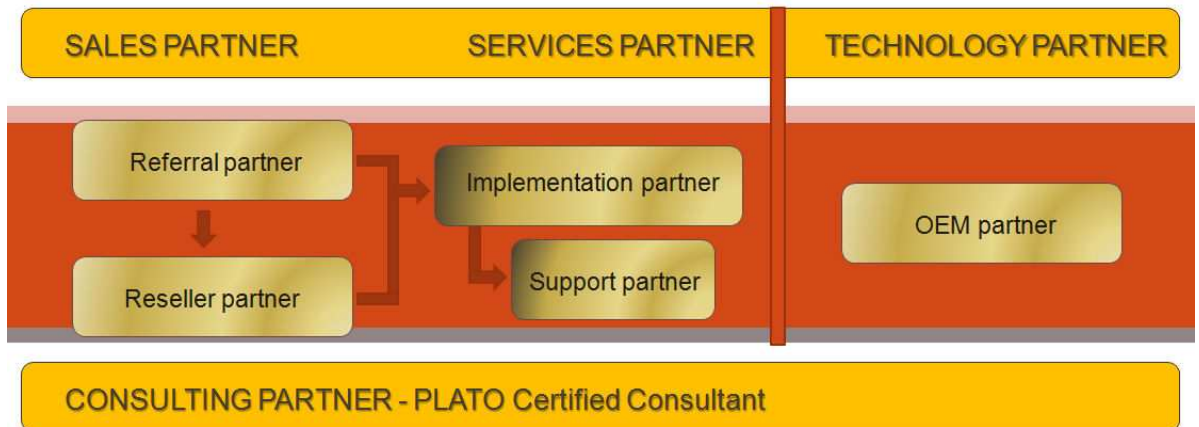 SALES PARTNER
SERVICES PARTNER
TECHNOLOGY PARTNER
Referral partner
Reseller partner
Implementation partner
Support partner
OEM partner
CONSULTING PARTNER - PLATO Certified Consultant